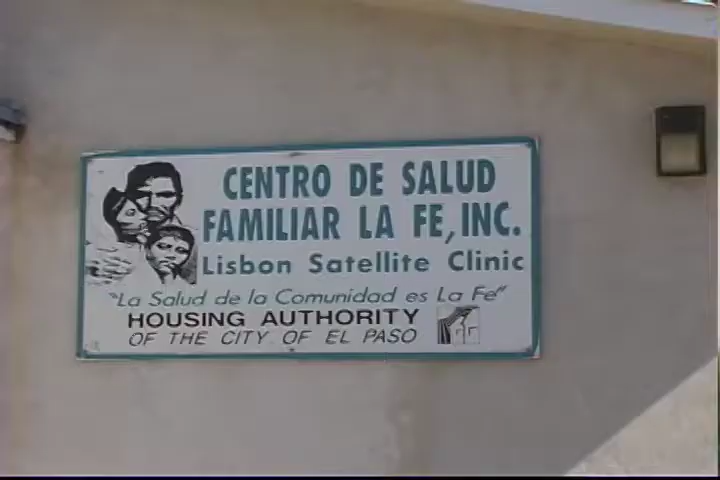 CENTRO DE SALUD
FAMILIAR LA FE, INC.
Lisbon Satellite Clinic
"La Salud de la Comunidad es La Fe"
HOUSING AUTHORITY
OF THE CITY OF EL PASO